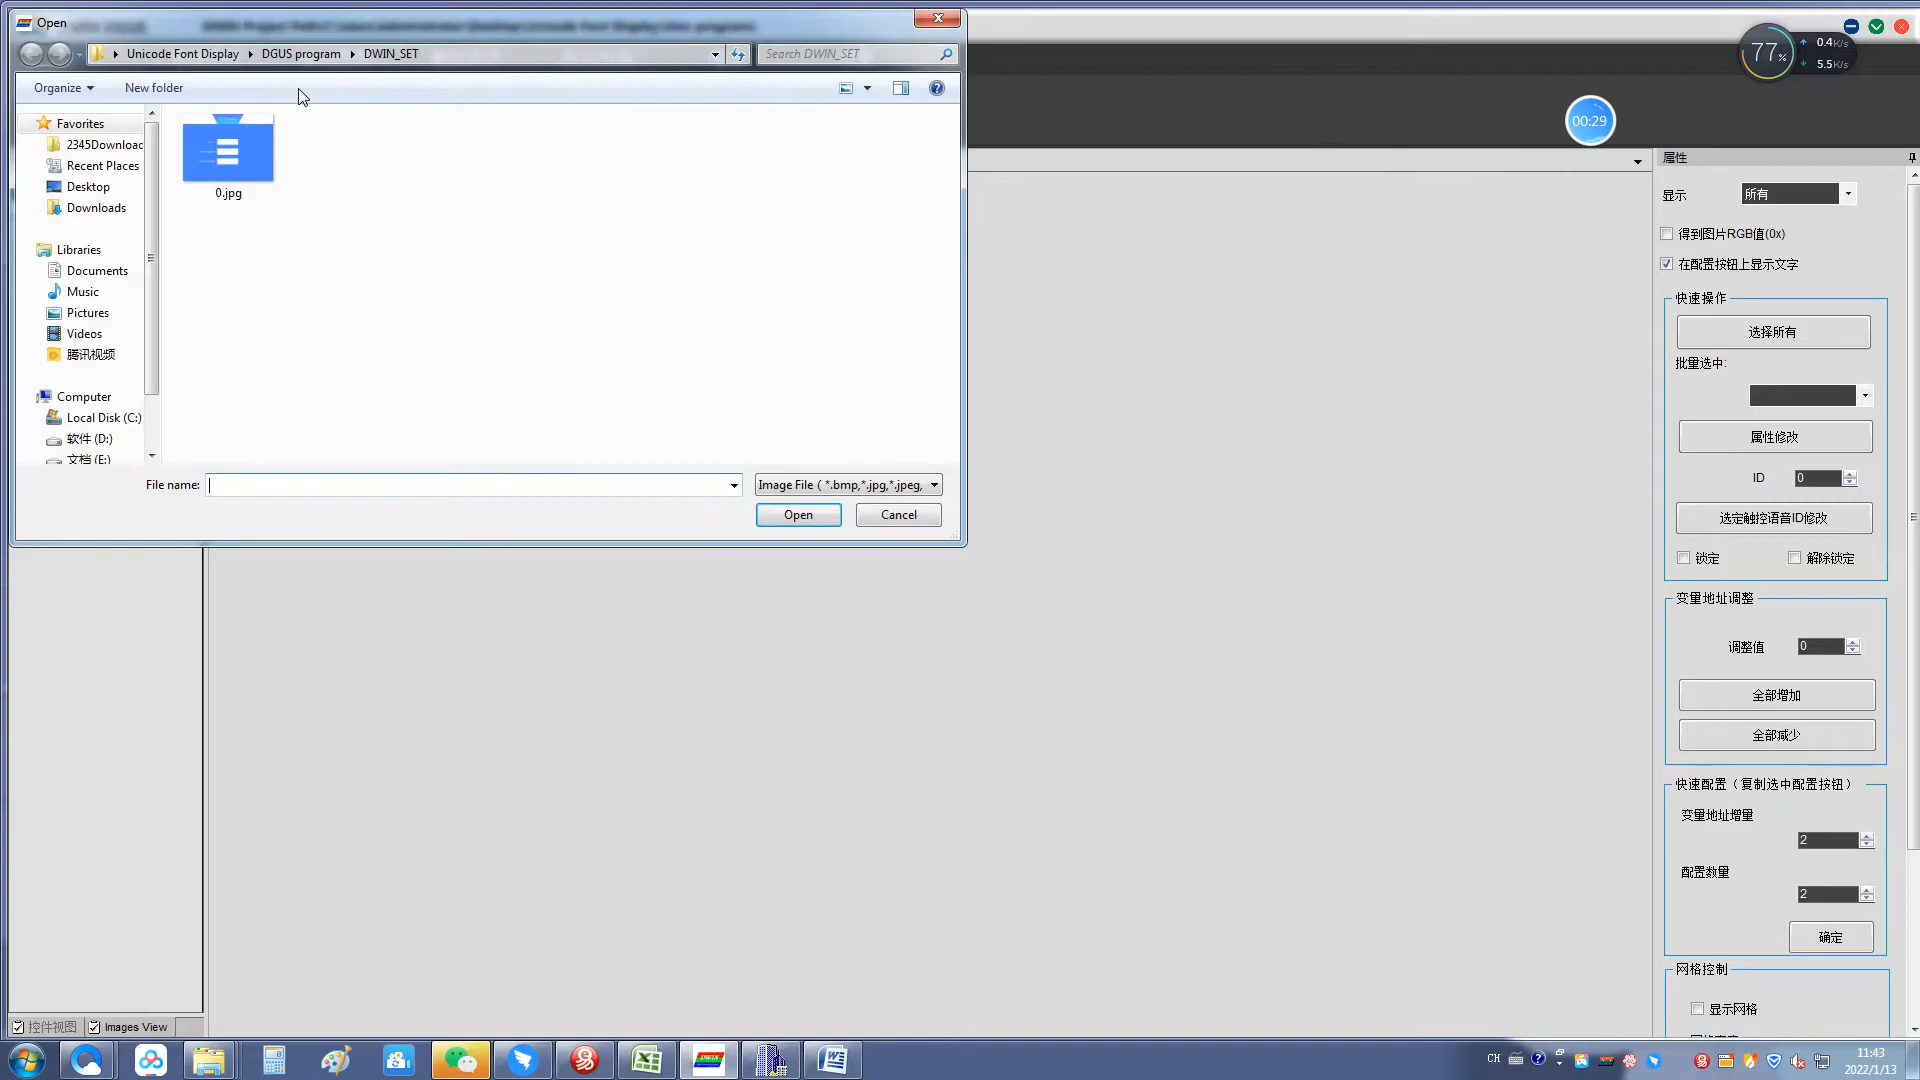 Open
Unicode Font Display
DGUS program
DWIN_SET
Search DWIN_SET
Organize
New folder
Favorites
2345Downloac
Recent Places
Desktop
Downloads
Libraries
Documents
Music
Pictures
Videos
腾讯视频
Computer
Local Disk (C:)
软件 (D:)
文档 (E:)
0.jpg
File name:
Image File ( *.bmp,*.jpg,*.jpeg,
Open
Cancel
77%
0.4K/s
5.5K/s
00:29
属性
显示
所有
得到图片RGB值(0x)
在配置按钮上显示文字
快速操作
选择所有
批量选中:
属性修改
ID
0
选定触控语音ID修改
锁定
解除锁定
变量地址调整
调整值
0
全部增加
全部减少
快速配置（复制选中配置按钮）
变量地址增量
2
配置数量
2
确定
网格控制
显示网格
控件视图
Images View
DWIN
CH
11:43
2022/1/13